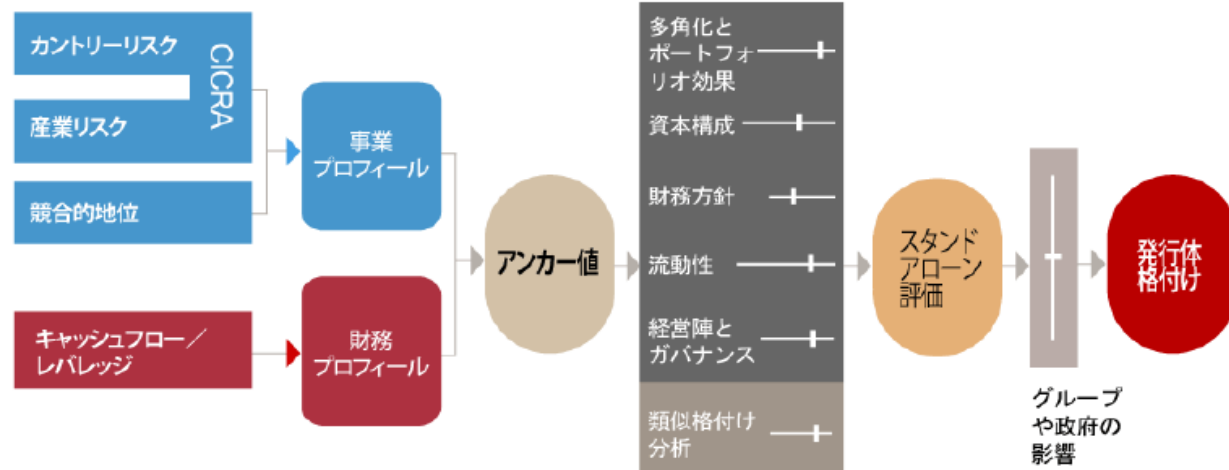 カントリーリスク
CICRA
産業リスク
競合的地位
キャッシュフロー／
レバレッジ
事業
プロフィール
財務
プロフィール
アンカー値
多角化と
ポートフォ
リオ効果
資本構成
財務方針
流動性
経営陣と
ガバナンス
類似格付け
分析
スタンド
アローン
評価
グループ
や政府の
影響
発行体
格付け